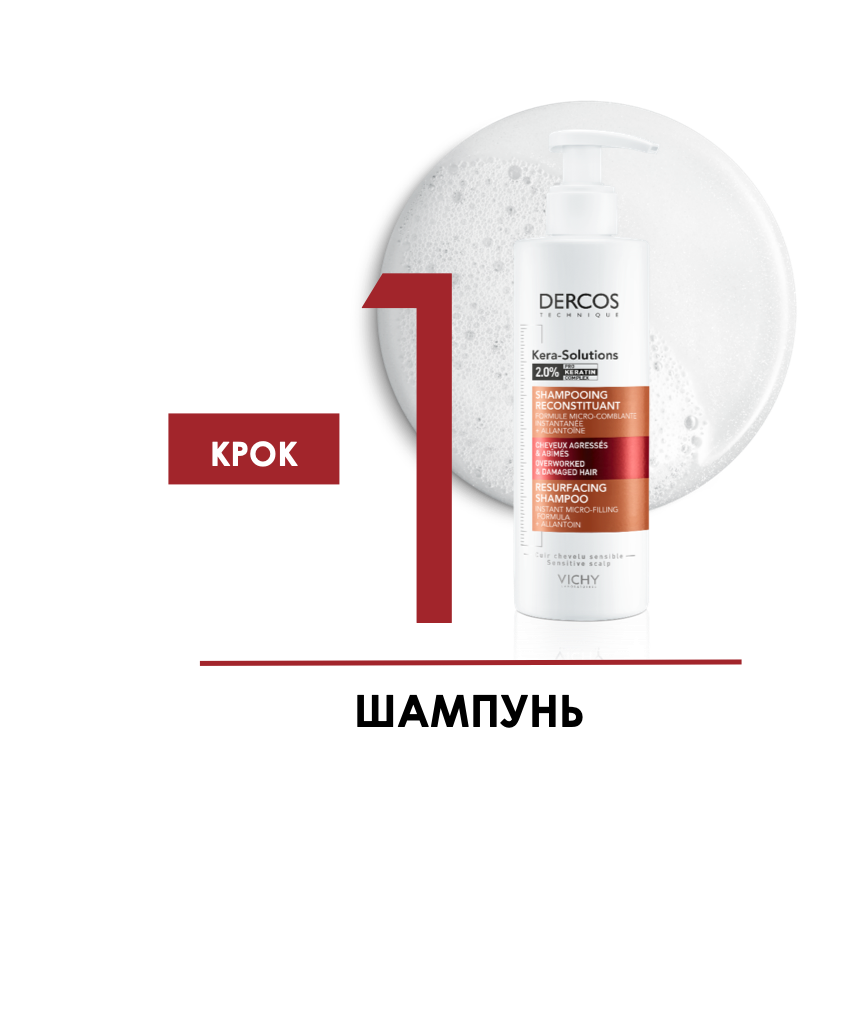 КРОК
1
DERCOS
TECHNIQUE
Kera-Solutions
2.0% PRO KERATIN COMPLEX
SHAMPOOING
RECONSTITUANT
FORMULE MICRO-COMBLANTE
INSTANTANÉE
+ ALLANTOÏNE
CHEVEUX AGRESSÉS
& ABÎMÉS
OVERWORKED
& DAMAGED HAIR
RESURFACING
SHAMPOO
INSTANT MICRO-FILLING
FORMULA
+ ALLANTOIN
Cuir chevelu sensible
Sensitive scalp
VICHY
ШАМПУНЬ